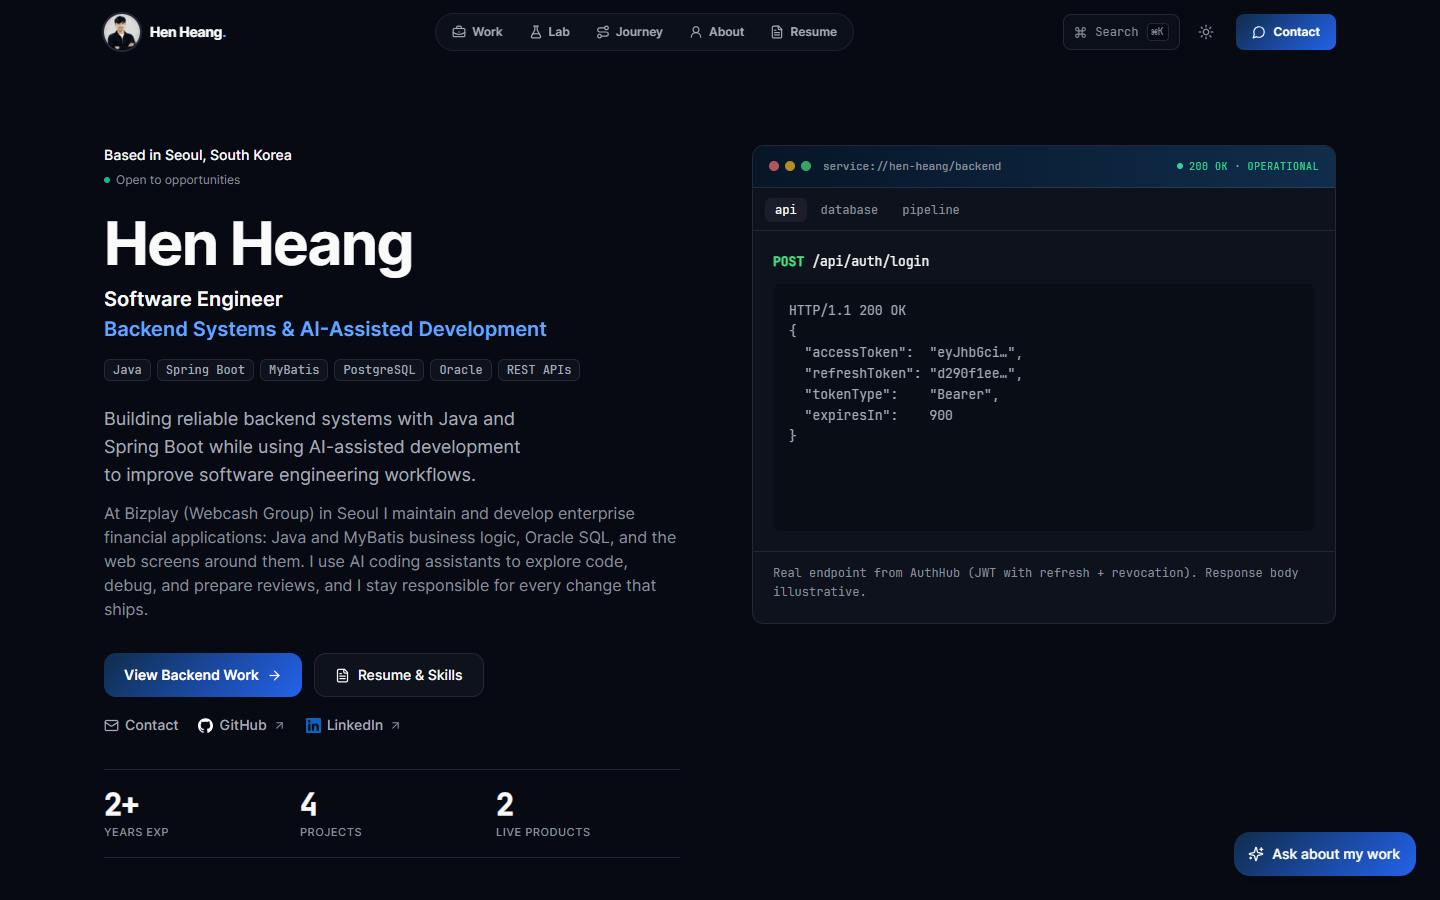 Hen Heang.
Work
Lab
Journey
About
Resume
Search
⌘K
Contact
Based in Seoul, South Korea
Open to opportunities
Hen Heang
Software Engineer
Backend Systems & AI-Assisted Development
Java
Spring Boot
MyBatis
PostgreSQL
Oracle
REST APIs
Building reliable backend systems with Java and
Spring Boot while using AI-assisted development
to improve software engineering workflows.
At Bizplay (Webcash Group) in Seoul I maintain and develop enterprise
financial applications: Java and MyBatis business logic, Oracle SQL, and the
web screens around them. I use AI coding assistants to explore code,
debug, and prepare reviews, and I stay responsible for every change that
ships.
View Backend Work →
Resume & Skills
Contact
GitHub ↗
LinkedIn ↗
2+
YEARS EXP
4
PROJECTS
2
LIVE PRODUCTS
service://hen-heang/backend
200 OK · OPERATIONAL
api
database
pipeline
POST /api/auth/login
HTTP/1.1 200 OK
{
"accessToken": "eyJhbGci…",
"refreshToken": "d290f1ee…",
"tokenType": "Bearer",
"expiresIn": 900
}
Real endpoint from AuthHub (JWT with refresh + revocation). Response body
illustrative.
Ask about my work